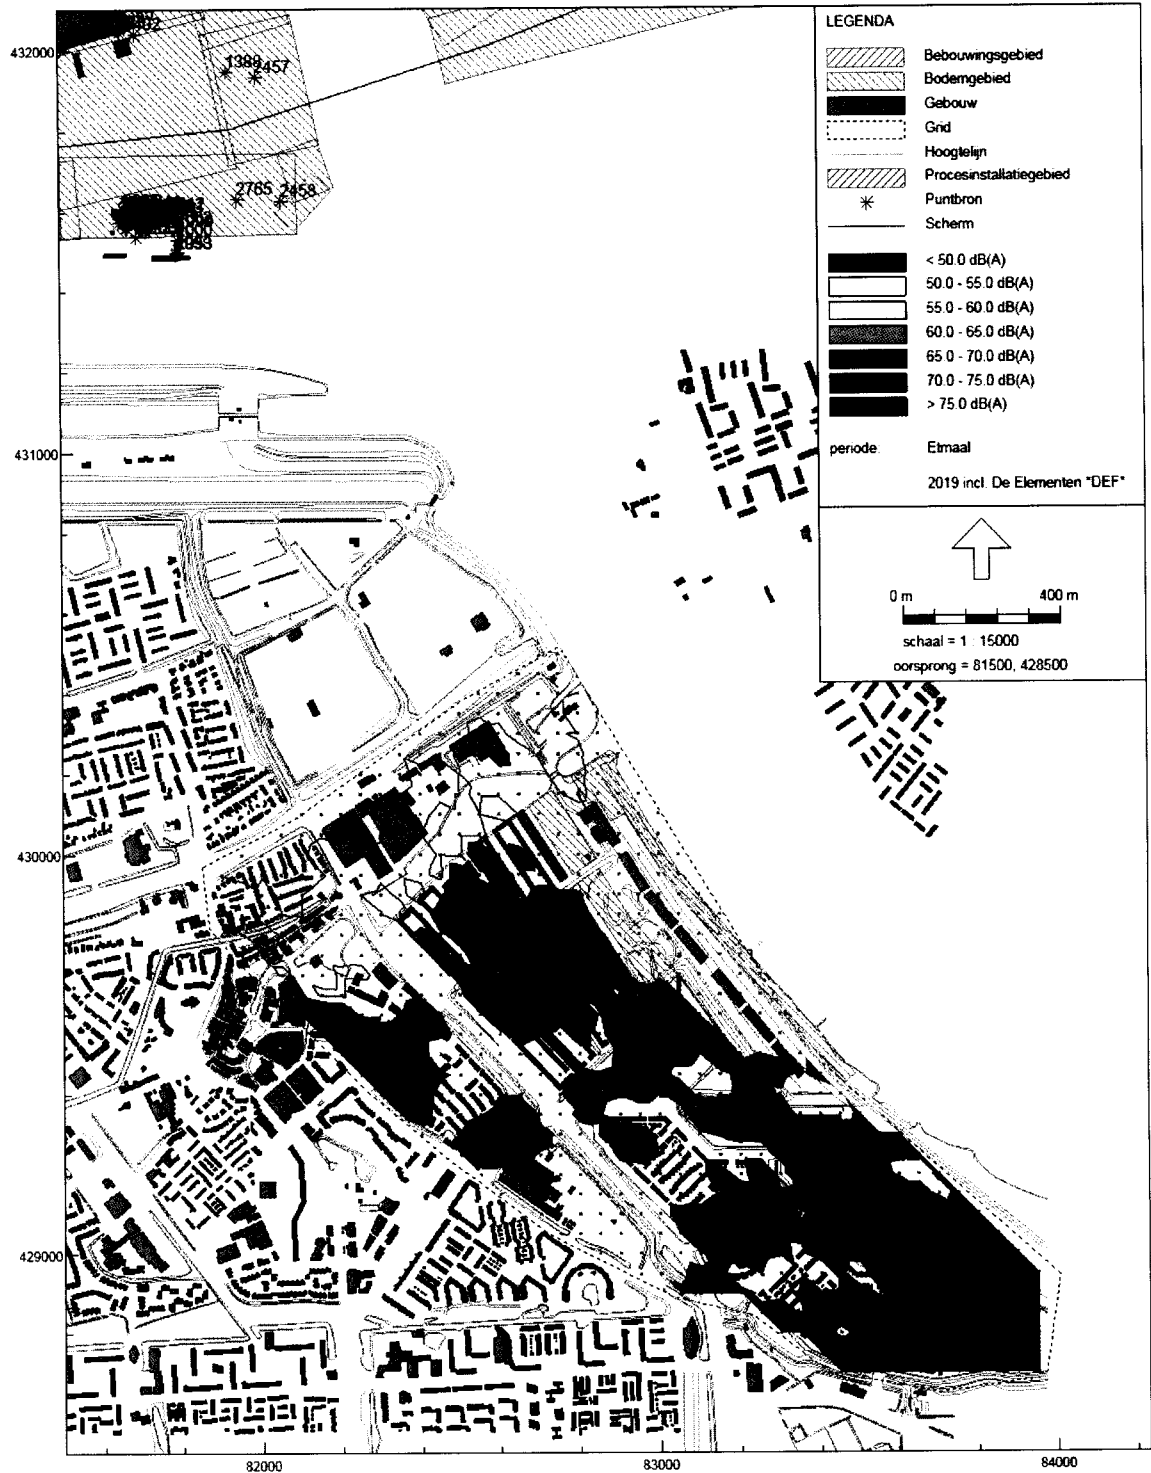 LEGENDA
Bebouwingsgebied
Bodemgebied
Gebouw
Grid
Hoogtelijn
Procesinstallatiegebied
Puntbron
Scherm
< 50.0 dB(A)
50.0 - 55.0 dB(A)
55.0 - 60.0 dB(A)
60.0 - 65.0 dB(A)
65.0 - 70.0 dB(A)
70.0 - 75.0 dB(A)
> 75.0 dB(A)
periode: Etmaal
2019 incl. De Elementen *DEF*
0 m 400 m
schaal = 1 : 15000
oorsprong = 81500, 428500
432000
1388 2457
2765 2458
431000
430000
429000
82000 83000 84000